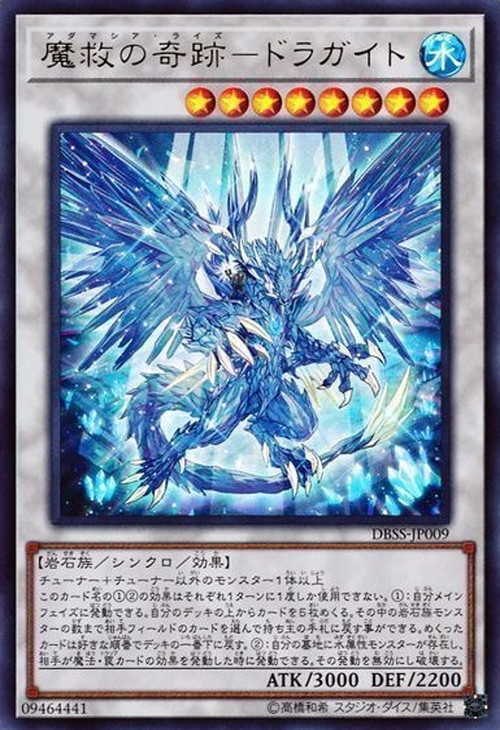 アダマシア・ライズ
魔救の奇跡－ドラガイト
水
DBSS-JP009
【岩石族／シンクロ／効果】
チューナー＋チューナー以外のモンスター1体以上
このカード名の①②の効果はそれぞれ1ターンに1度しか使用できない。①：自分メイン
フェイズに発動できる。自分のデッキの上からカードを5枚めくる。その中の岩石族モンスタ
ーの数まで相手フィールドのカードを選んで持ち主の手札に戻す事ができる。めくった
カードは好きな順番でデッキの一番下に戻す。②：自分の墓地に水属性モンスターが存在し、
相手が魔法・罠カードの効果を発動した時に発動できる。その発動を無効にし破壊する。
ATK/3000 DEF/2200
09464441
©高橋和希 スタジオ・ダイス/集英社